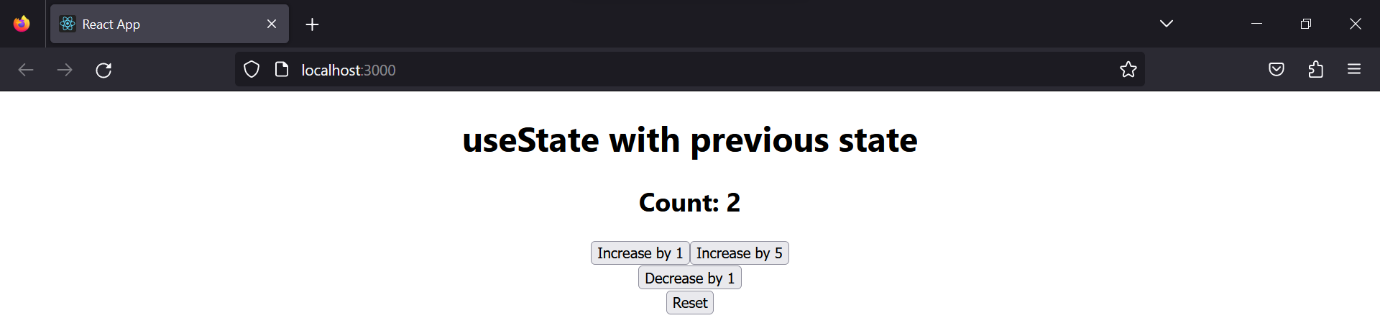 React App
localhost:3000
useState with previous state
Count: 2
Increase by 1 Increase by 5
Decrease by 1
Reset